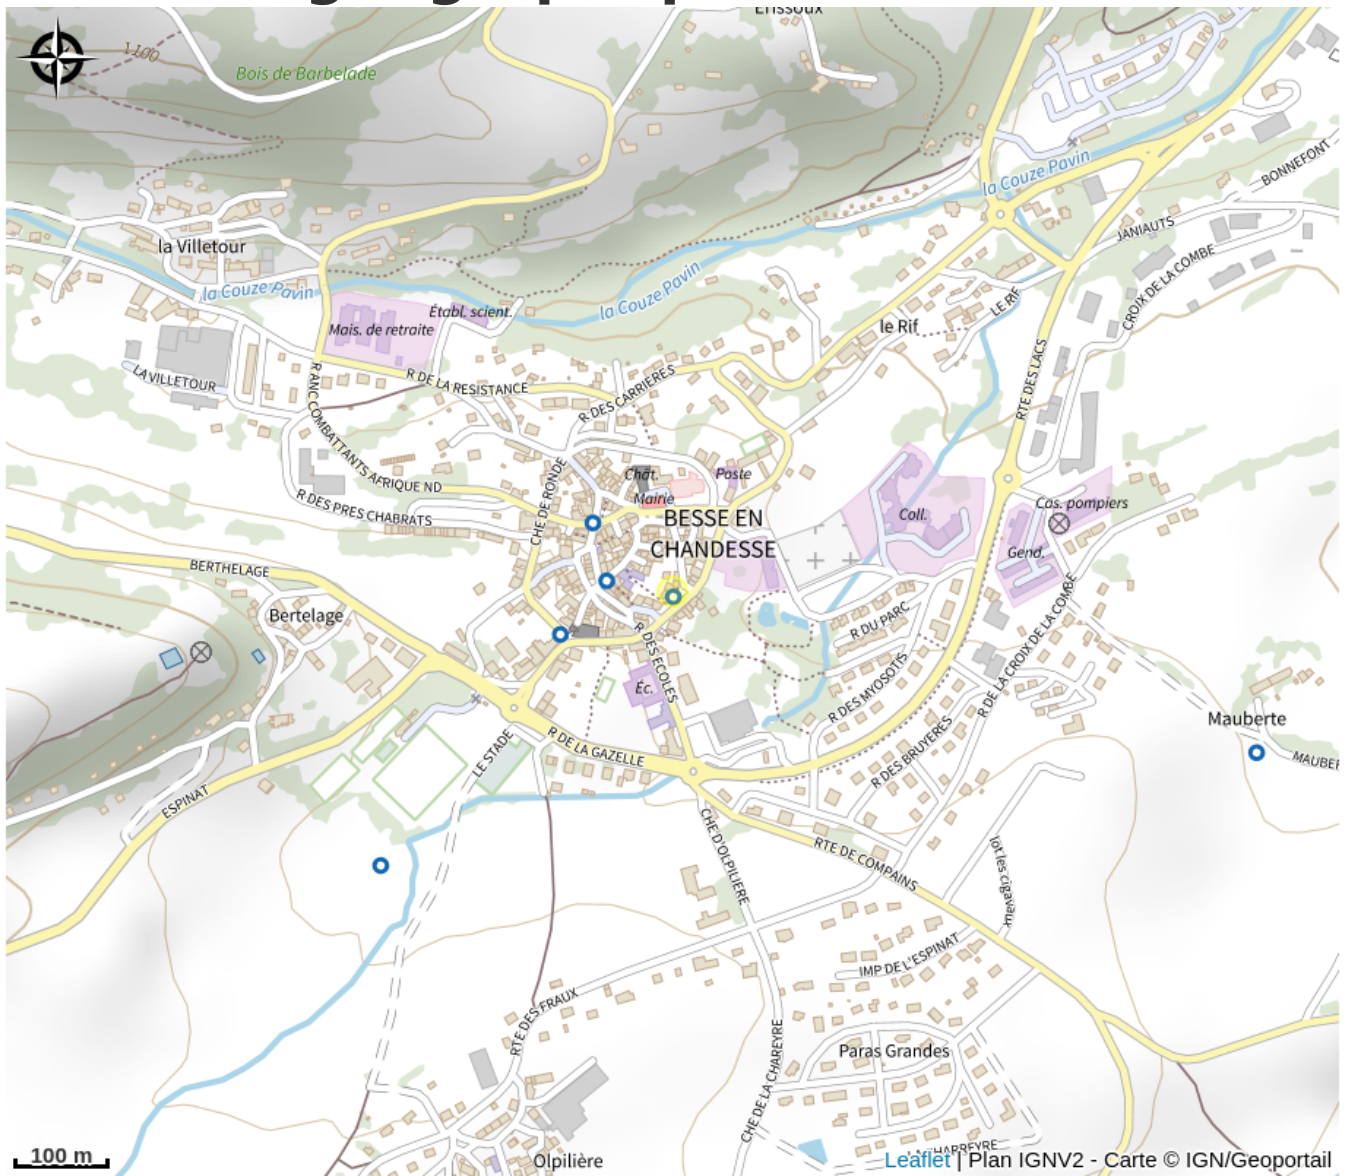 Erissoux
1100
Bois de Barbelade
la Couze Pavin
BONNEFONT
JANIAUTS
la Villetour
CROIX DE LA COMBE
la Couze Pavin
la Couze Pavin
LE RIF
Établ. scient.
Mais. de retraite
le Rif
LA VILLETOUR
R DE LA RESISTANCE
R DES CARRIERES
RTE DES LACS
R ANC COMBATTANTS AFRIQUE ND
CHE DE RONDE
Chât.
Poste
Mairie
R DES PRES CHABRATS
Cas. pompiers
Coll.
BESSE EN
CHANDESSE
Gend.
BERTHELAGE
Bertelage
R DU PARC
R DES ECOLES
R DE LA CROIX DE LA COMBE
R DES MYOSOTIS
Éc.
Mauberte
R DE LA GAZELLE
LE STADE
R DES BRUYERES
ESPINAT
CHE D'OLPILIERE
RTE DE COMPAINS
lot les cigaveux
IMP DE L'ESPINAT
RTE DES FRAUX
Paras Grandes
CHE DE LA CHAREYRE
100 m
Olpilière
Leaflet | Plan IGNV2 - Carte © IGN/Geoportail